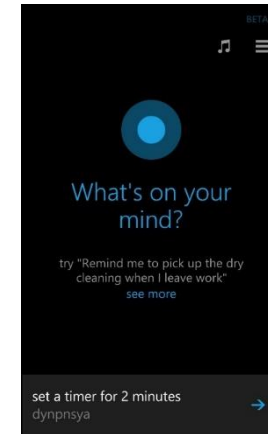 BETA
What's on your
mind?
try "Remind me to pick up the dry
cleaning when I leave work"
see more
set a timer for 2 minutes
dynpnsya